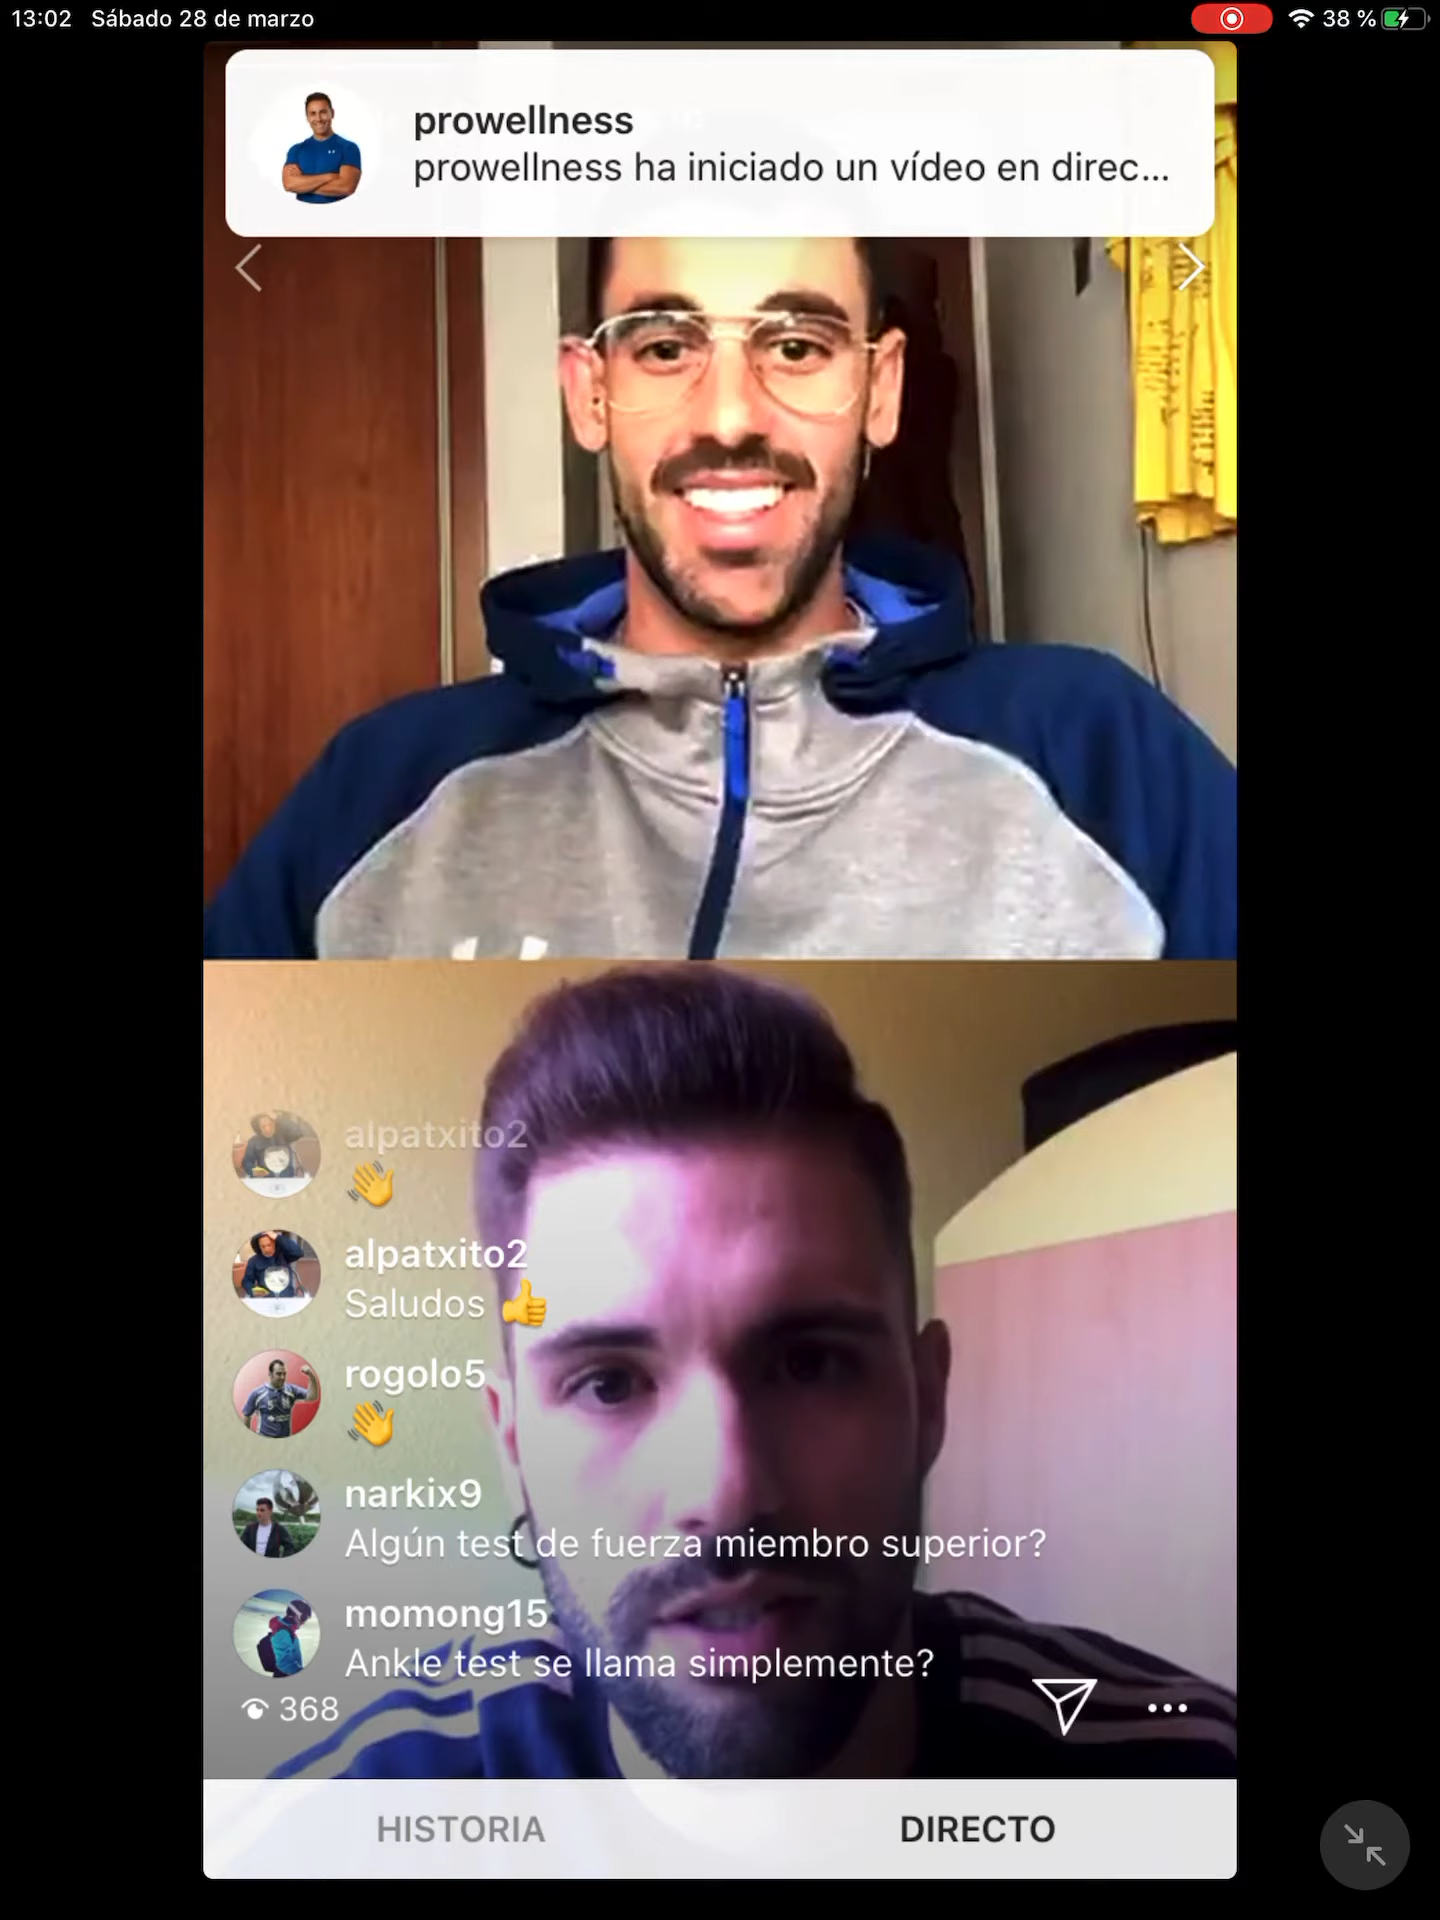 13:02 Sábado 28 de marzo
38 %
prowellness
prowellness ha iniciado un vídeo en direc...
alpatxito2
👋
alpatxito2
Saludos 👍
rogolo5
👋
narkix9
Algún test de fuerza miembro superior?
momong15
Ankle test se llama simplemente?
368
HISTORIA
DIRECTO